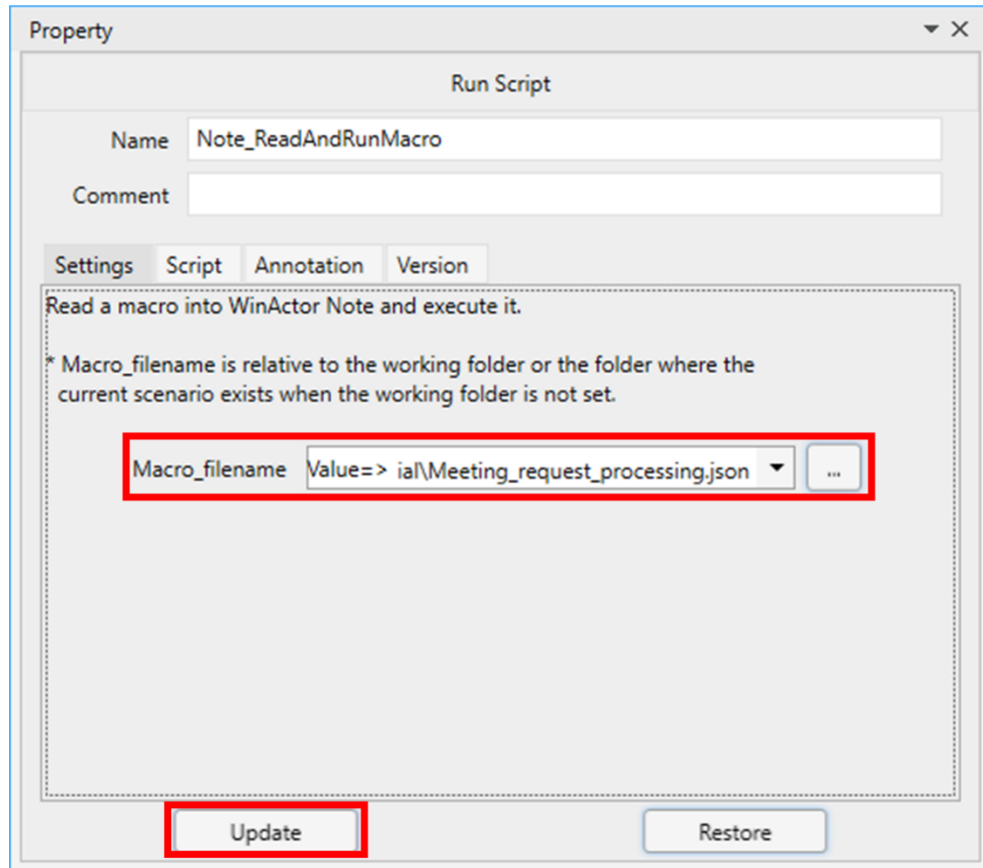 Property
Run Script
Name Note_ReadAndRunMacro
Comment
Settings Script Annotation Version
Read a macro into WinActor Note and execute it.
* Macro_filename is relative to the working folder or the folder where the
current scenario exists when the working folder is not set.
Macro_filename Value=> ial\Meeting_request_processing.json ...
Update Restore